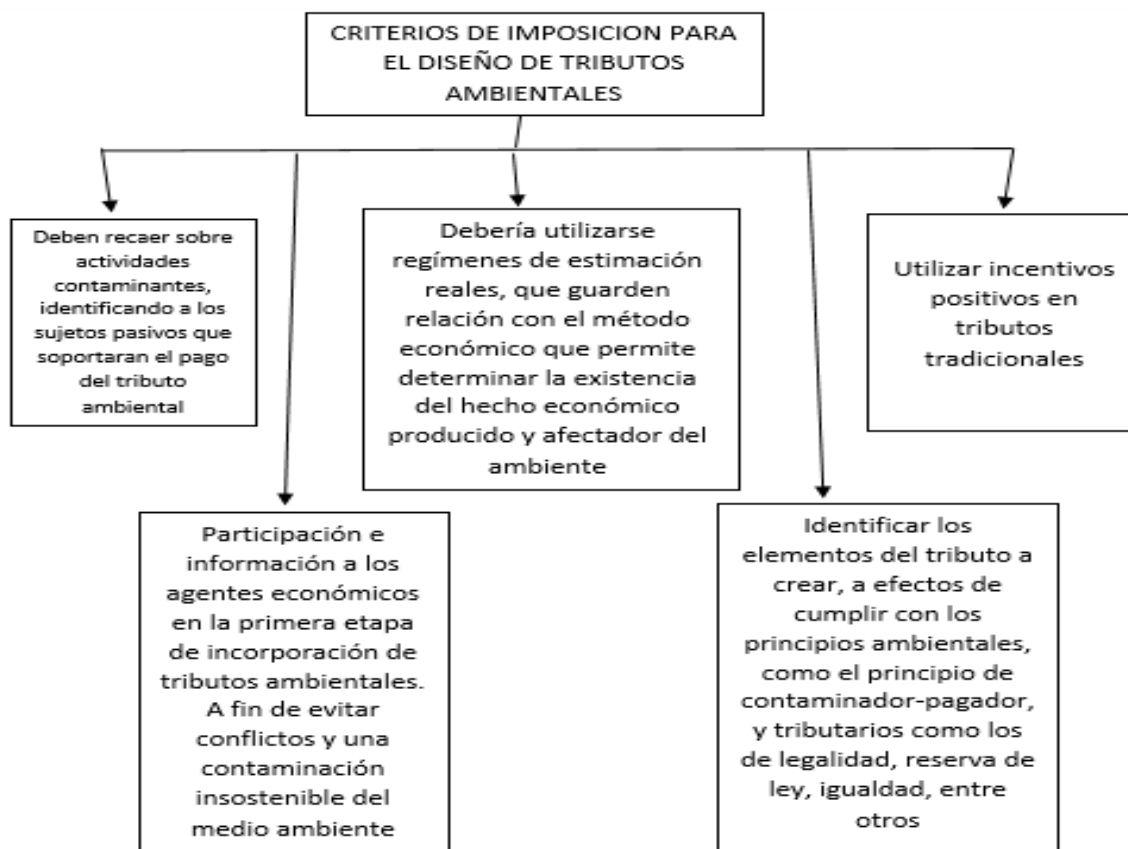 CRITERIOS DE IMPOSICION PARA
EL DISEÑO DE TRIBUTOS
AMBIENTALES
Deben recaer sobre
actividades
contaminantes,
identificando a los
sujetos pasivos que
soportaran el pago
del tributo
ambiental
Debería utilizarse
regímenes de estimación
reales, que guarden
relación con el método
económico que permite
determinar la existencia
del hecho económico
producido y afectador del
ambiente
Utilizar incentivos
positivos en
tributos
tradicionales
Participación e
información a los
agentes económicos
en la primera etapa
de incorporación de
tributos ambientales.
A fin de evitar
conflictos y una
contaminación
insostenible del
medio ambiente
Identificar los
elementos del tributo a
crear, a efectos de
cumplir con los
principios ambientales,
como el principio de
contaminador-pagador,
y tributarios como los
de legalidad, reserva de
ley, igualdad, entre
otros